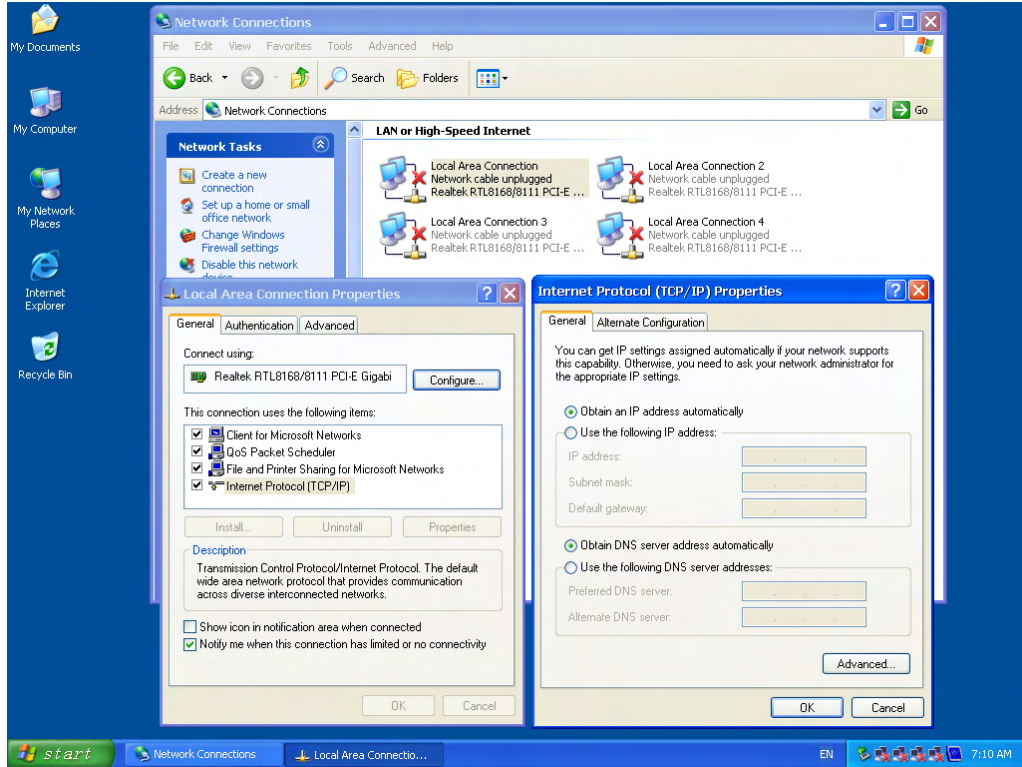 My Documents
My Computer
My Network
Places
Internet
Explorer
Recycle Bin
Network Connections
File Edit View Favorites Tools Advanced Help
Back Search Folders
Address Network Connections Go
Network Tasks
Create a new
connection
Set up a home or small
office network
Change Windows
Firewall settings
Disable this network
device
LAN or High-Speed Internet
Local Area Connection
Network cable unplugged
Realtek RTL8168/8111 PCI-E ...
Local Area Connection 2
Network cable unplugged
Realtek RTL8168/8111 PCI-E ...
Local Area Connection 3
Network cable unplugged
Realtek RTL8168/8111 PCI-E ...
Local Area Connection 4
Network cable unplugged
Realtek RTL8168/8111 PCI-E ...
Local Area Connection Properties
General Authentication Advanced
Connect using:
Realtek RTL8168/8111 PCI-E Gigabi
Configure...
This connection uses the following items:
Client for Microsoft Networks
QoS Packet Scheduler
File and Printer Sharing for Microsoft Networks
Internet Protocol (TCP/IP)
Install... Uninstall Properties
Description
Transmission Control Protocol/Internet Protocol. The default
wide area network protocol that provides communication
across diverse interconnected networks.
Show icon in notification area when connected
Notify me when this connection has limited or no connectivity
OK Cancel
Internet Protocol (TCP/IP) Properties
General Alternate Configuration
You can get IP settings assigned automatically if your network supports
this capability. Otherwise, you need to ask your network administrator for
the appropriate IP settings.
Obtain an IP address automatically
Use the following IP address:
IP address:
Subnet mask:
Default gateway:
Obtain DNS server address automatically
Use the following DNS server addresses:
Preferred DNS server:
Alternate DNS server:
Advanced...
OK Cancel
start Network Connections Local Area Connectio... EN 7:10 AM